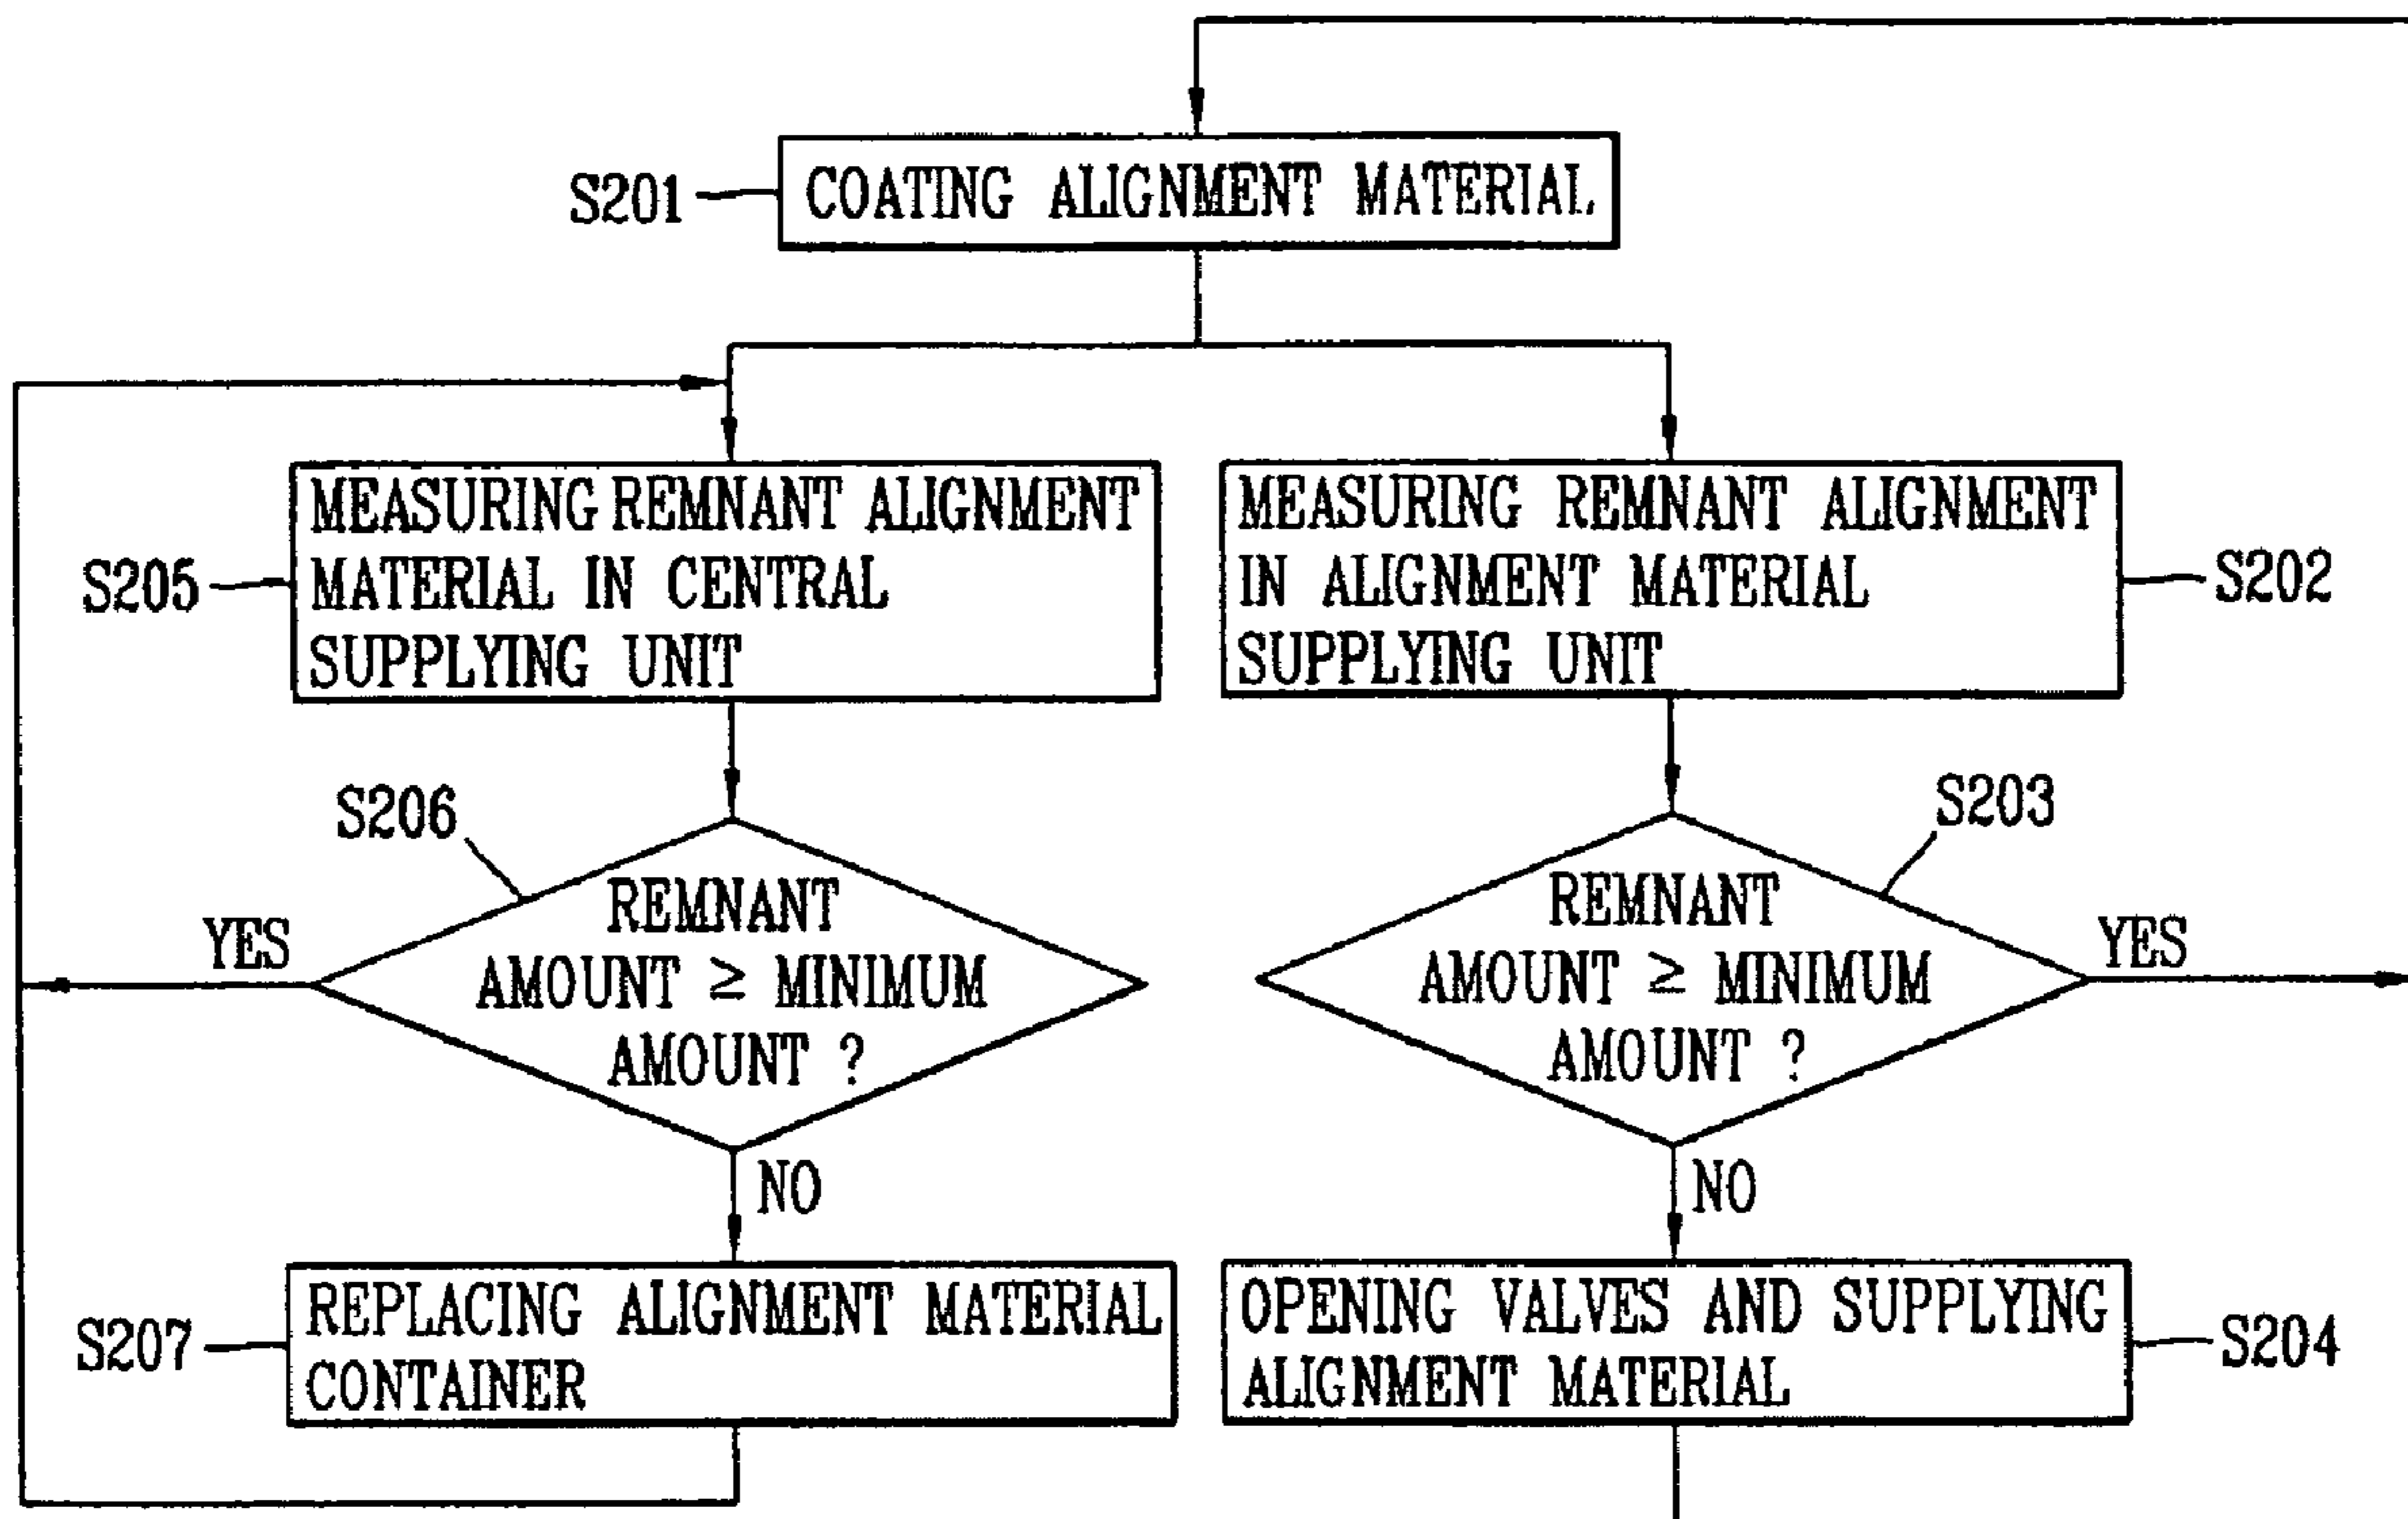 S201
COATING ALIGNMENT MATERIAL
S205
MEASURING REMNANT ALIGNMENT
MATERIAL IN CENTRAL
SUPPLYING UNIT
MEASURING REMNANT ALIGNMENT
IN ALIGNMENT MATERIAL
SUPPLYING UNIT
S202
S206
REMNANT
AMOUNT ≥ MINIMUM
AMOUNT ?
YES
NO
S203
REMNANT
AMOUNT ≥ MINIMUM
AMOUNT ?
YES
NO
S207
REPLACING ALIGNMENT MATERIAL
CONTAINER
OPENING VALVES AND SUPPLYING
ALIGNMENT MATERIAL
S204